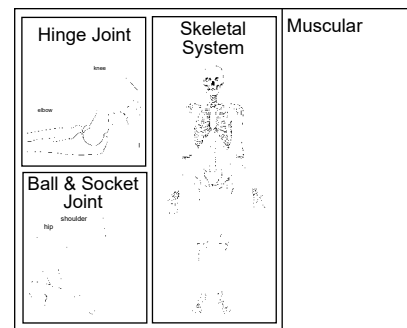 Hinge Joint
knee
elbow
Ball & Socket
Joint
shoulder
hip
Skeletal
System
Muscular